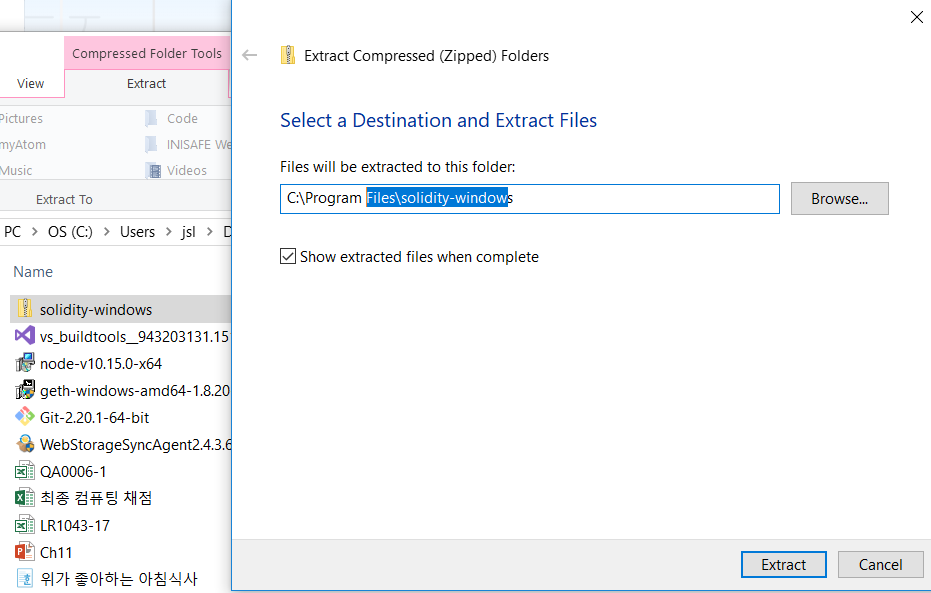 Compressed Folder Tools
View
Extract
Pictures
Code
myAtom
INISAFE We
Music
Videos
Extract To
PC > OS (C:) > Users > jsl > D
Name
solidity-windows
vs_buildtools__943203131.15
node-v10.15.0-x64
geth-windows-amd64-1.8.20
Git-2.20.1-64-bit
WebStorageSyncAgent2.4.3.6
QA0006-1
최종 컴퓨팅 채점
LR1043-17
Ch11
위가 좋아하는 아침식사
Extract Compressed (Zipped) Folders
Select a Destination and Extract Files
Files will be extracted to this folder:
C:\Program Files\solidity-windows
Browse...
Show extracted files when complete
Extract
Cancel